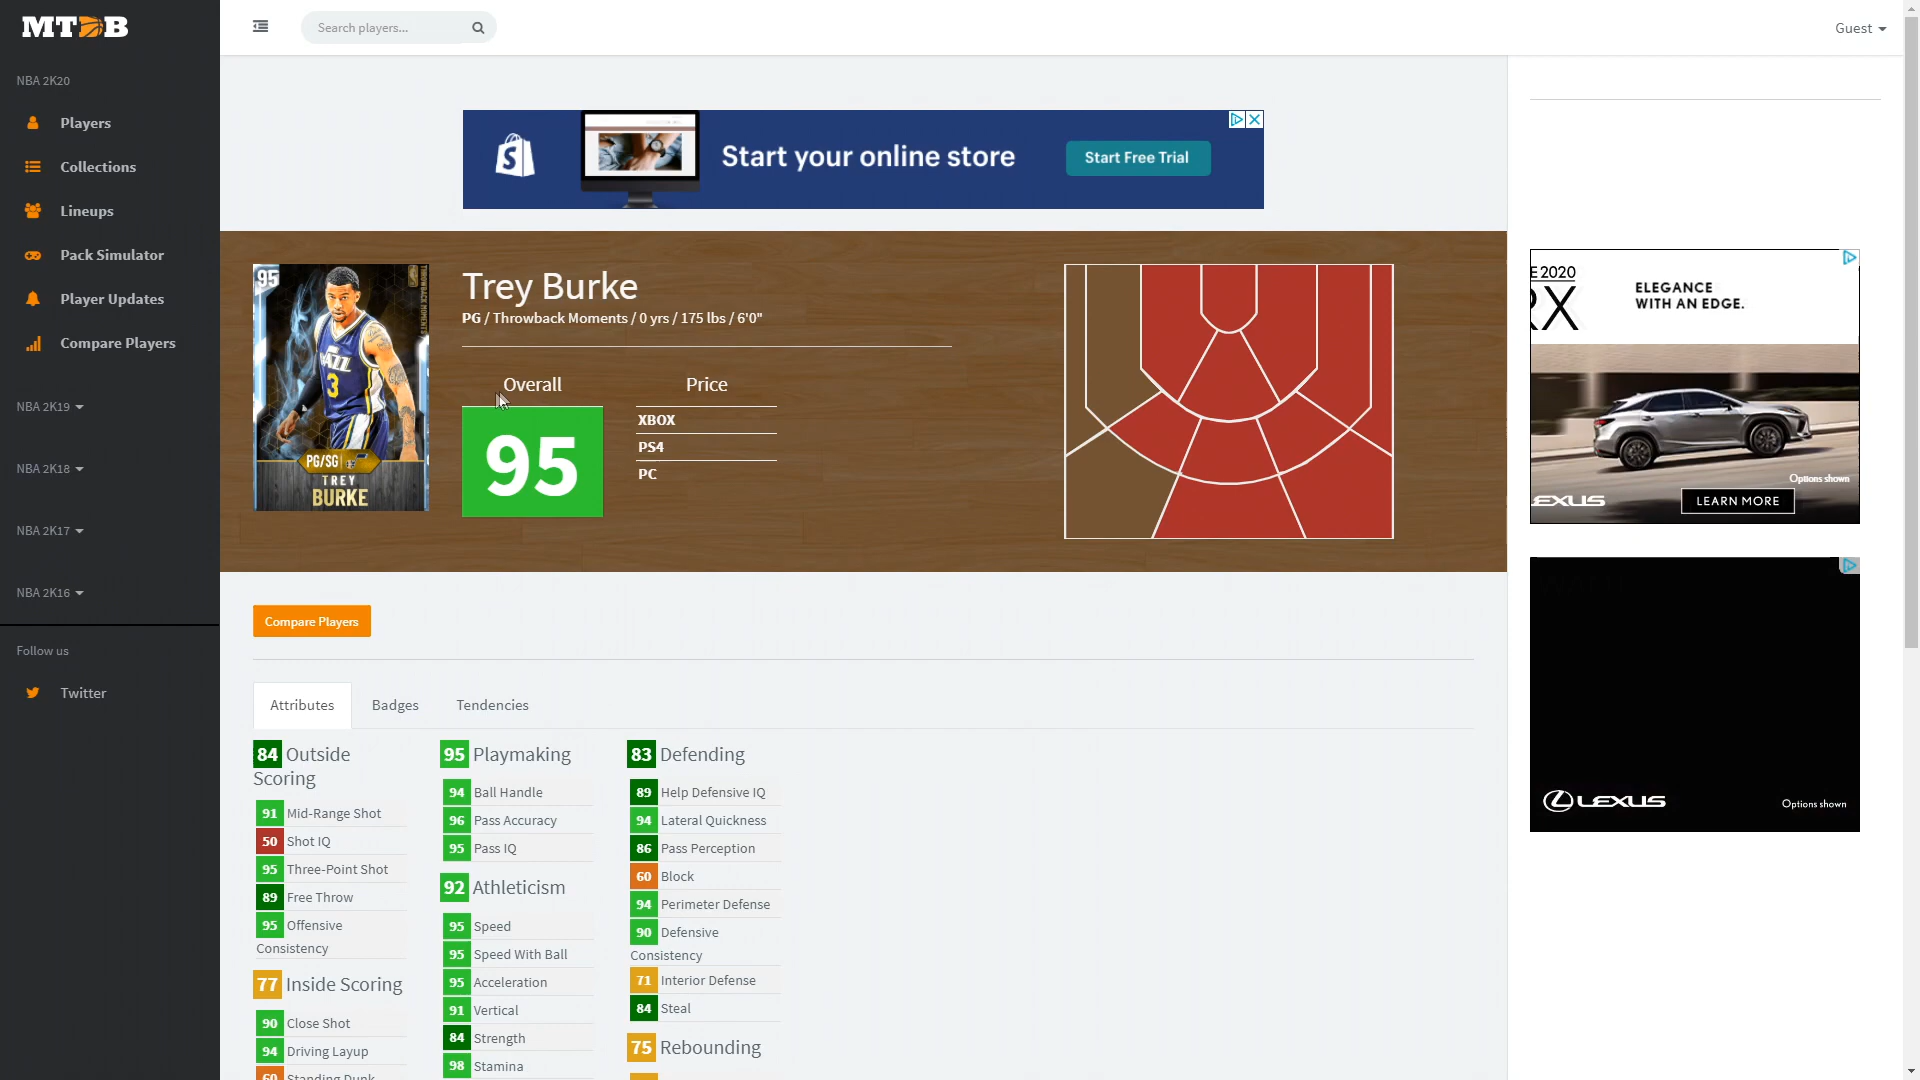 MTDB
Search players...
Guest
NBA 2K20
Players
Collections
Lineups
Pack Simulator
Player Updates
Compare Players
NBA 2K19
NBA 2K18
NBA 2K17
NBA 2K16
Follow us
Twitter
Start your online store
Start Free Trial
95
THROWBACK MOMENTS
JAZZ
3
PG/SG
TREY
BURKE
Trey Burke
PG / Throwback Moments / 0 yrs / 175 lbs / 6'0"
Overall
95
Price
XBOX
PS4
PC
Compare Players
Attributes
Badges
Tendencies
84 Outside
Scoring
91 Mid-Range Shot
50 Shot IQ
95 Three-Point Shot
89 Free Throw
95 Offensive
Consistency
77 Inside Scoring
90 Close Shot
94 Driving Layup
60 Standing Dunk
95 Playmaking
94 Ball Handle
96 Pass Accuracy
95 Pass IQ
92 Athleticism
95 Speed
95 Speed With Ball
95 Acceleration
91 Vertical
84 Strength
98 Stamina
83 Defending
89 Help Defensive IQ
94 Lateral Quickness
86 Pass Perception
60 Block
94 Perimeter Defense
90 Defensive
Consistency
71 Interior Defense
84 Steal
75 Rebounding
E 2020
RX
ELEGANCE
WITH AN EDGE.
Options shown
LEXUS
LEARN MORE
LEXUS
Options shown